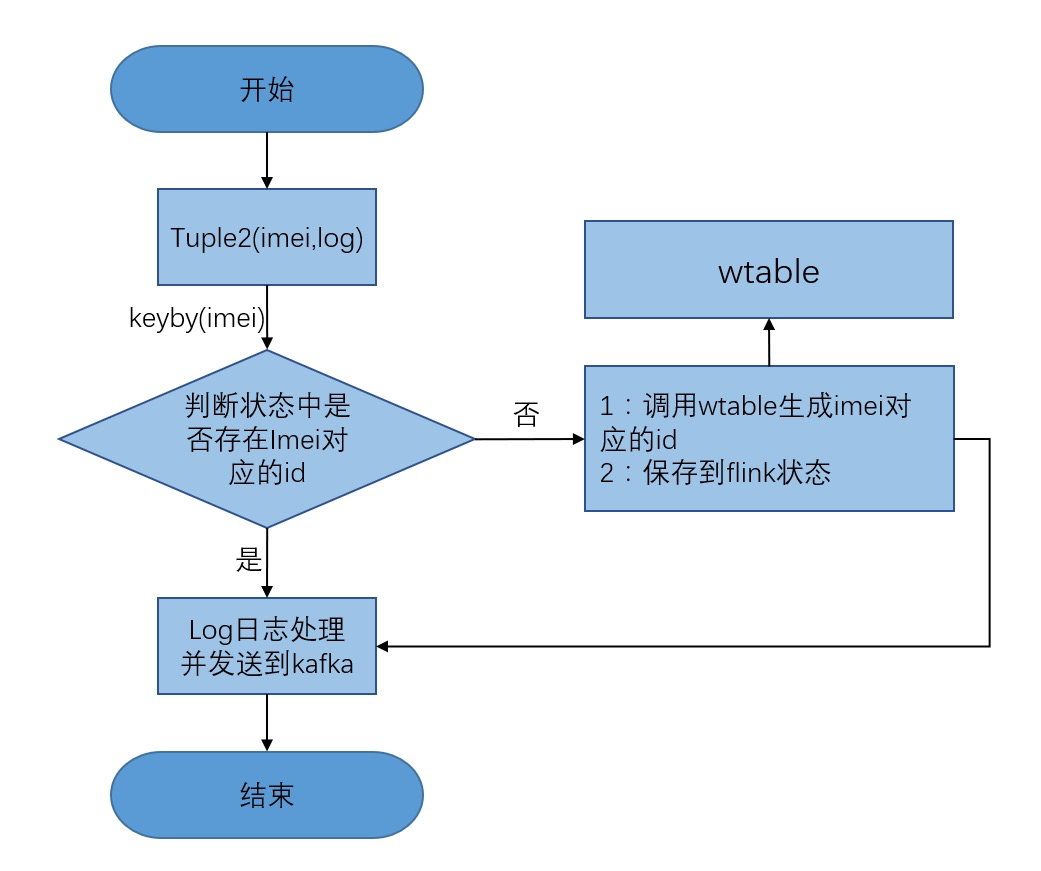 开始
Tuple2(imei,log)
keyby(imei)
wtable
判断状态中是
否存在Imei对
应的id
否
1：调用wtable生成imei对
应的id
2：保存到flink状态
是
Log日志处理
并发送到kafka
结束